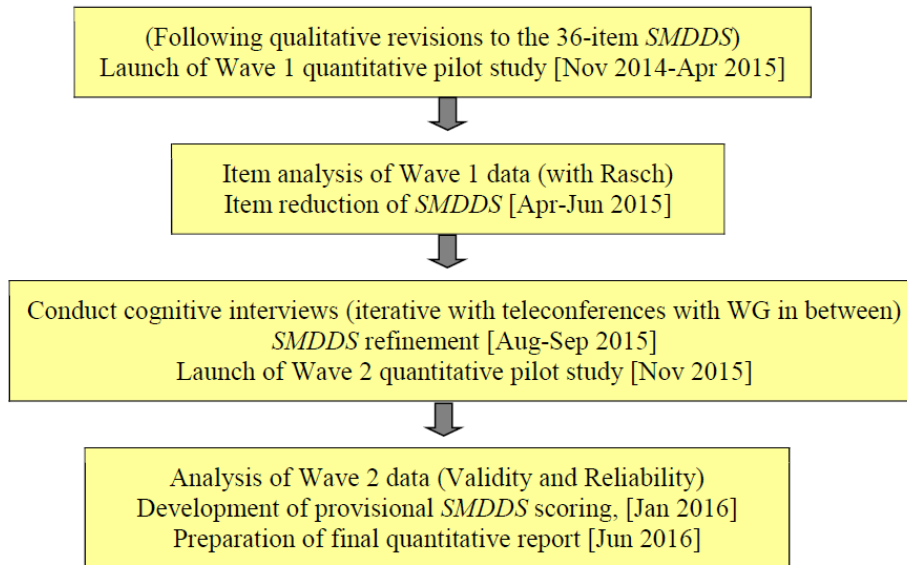 (Following qualitative revisions to the 36-item SMDDS)
Launch of Wave 1 quantitative pilot study [Nov 2014-Apr 2015]
Item analysis of Wave 1 data (with Rasch)
Item reduction of SMDDS [Apr-Jun 2015]
Conduct cognitive interviews (iterative with teleconferences with WG in between)
SMDDS refinement [Aug-Sep 2015]
Launch of Wave 2 quantitative pilot study [Nov 2015]
Analysis of Wave 2 data (Validity and Reliability)
Development of provisional SMDDS scoring, [Jan 2016]
Preparation of final quantitative report [Jun 2016]